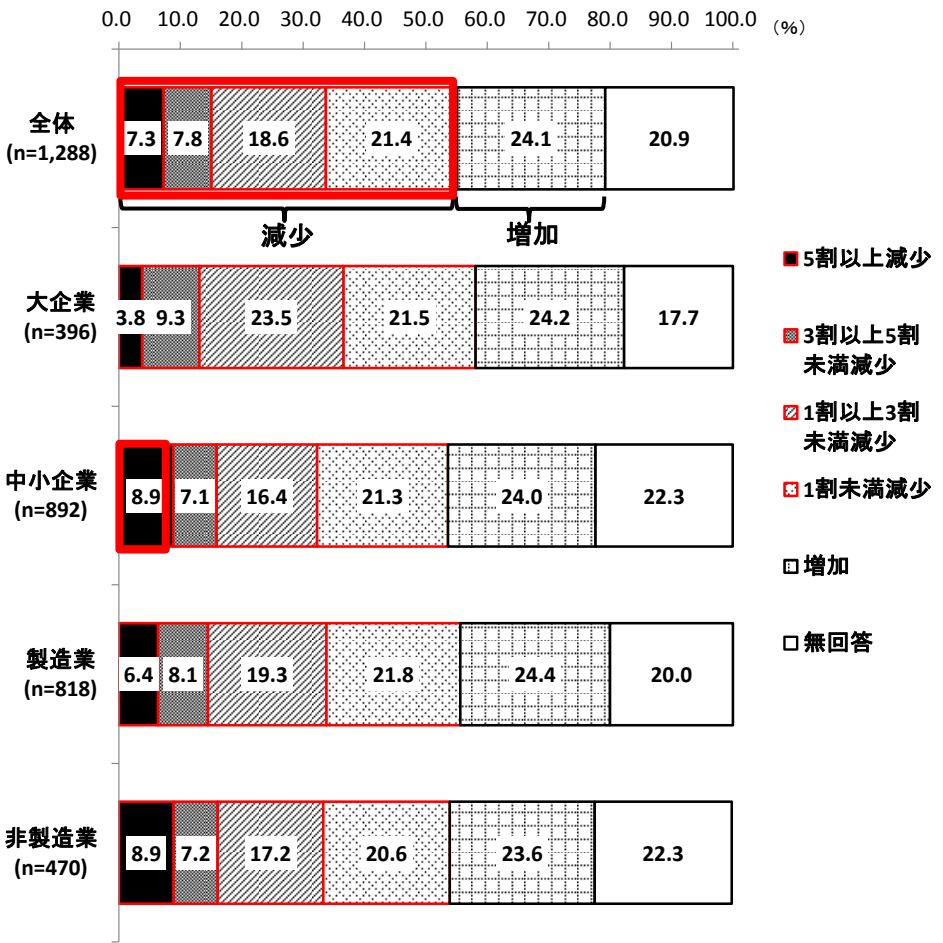 0.0 10.0 20.0 30.0 40.0 50.0 60.0 70.0 80.0 90.0 100.0 (%)
全体
(n=1,288)
7.3 7.8 18.6 21.4 24.1 20.9
減少 増加
大企業
(n=396)
3.8 9.3 23.5 21.5 24.2 17.7
中小企業
(n=892)
8.9 7.1 16.4 21.3 24.0 22.3
製造業
(n=818)
6.4 8.1 19.3 21.8 24.4 20.0
非製造業
(n=470)
8.9 7.2 17.2 20.6 23.6 22.3
5割以上減少
3割以上5割
未満減少
1割以上3割
未満減少
1割未満減少
増加
無回答